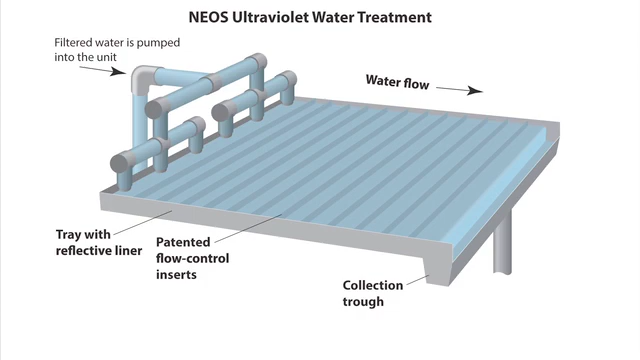 NEOS Ultraviolet Water Treatment
Filtered water is pumped
into the unit
Water flow
Tray with
reflective liner
Patented
flow-control
inserts
Collection
trough